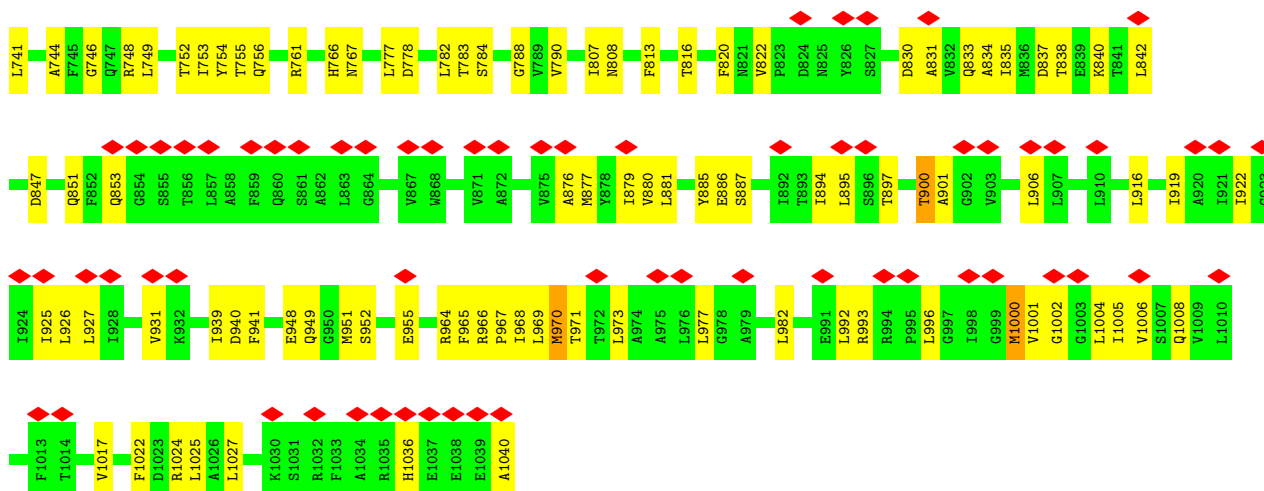 L741 A744 F745 G746 Q747 R748 L749 T752 I753 Y754 T755 Q756 R761 H766 N767 L777 D778 L782 T783 S784 G788 V789 V790 I807 N808 F813 T816 F820 N821 V822 P823 D824 N825 Y826 S827 D830 A831 V832 Q833 A834 I835 M836 D837 T838 E839 K840 T841 L842
D847 Q851 F852 Q853 G854 S855 T856 L857 A858 F859 Q860 S861 A862 L863 G864 V867 W868 V871 A872 V875 A876 M877 Y878 I879 V880 L881 Y885 E886 S887 I892 T893 I894 L895 S896 T897 T900 A901 G902 V903 L906 L907 L910 L916 I919 A920 I921 I922
I924 I925 L926 L927 I928 V931 K932 I939 D940 F941 E948 Q949 G950 M951 S952 E955 R964 F965 R966 P967 I968 L969 M970 T971 T972 L973 A974 A975 L976 L977 G978 A979 L982 E991 L992 R993 R994 P995 L996 G997 I998 G999 M1000 V1001 G1002 G1003 L1004 I1005 V1006 S1007 Q1008 V1009 L1010
F1013 T1014 V1017 F1022 D1023 R1024 L1025 A1026 L1027 K1030 S1031 R1032 F1033 A1034 R1035 H1036 E1037 E1038 E1039 A1040